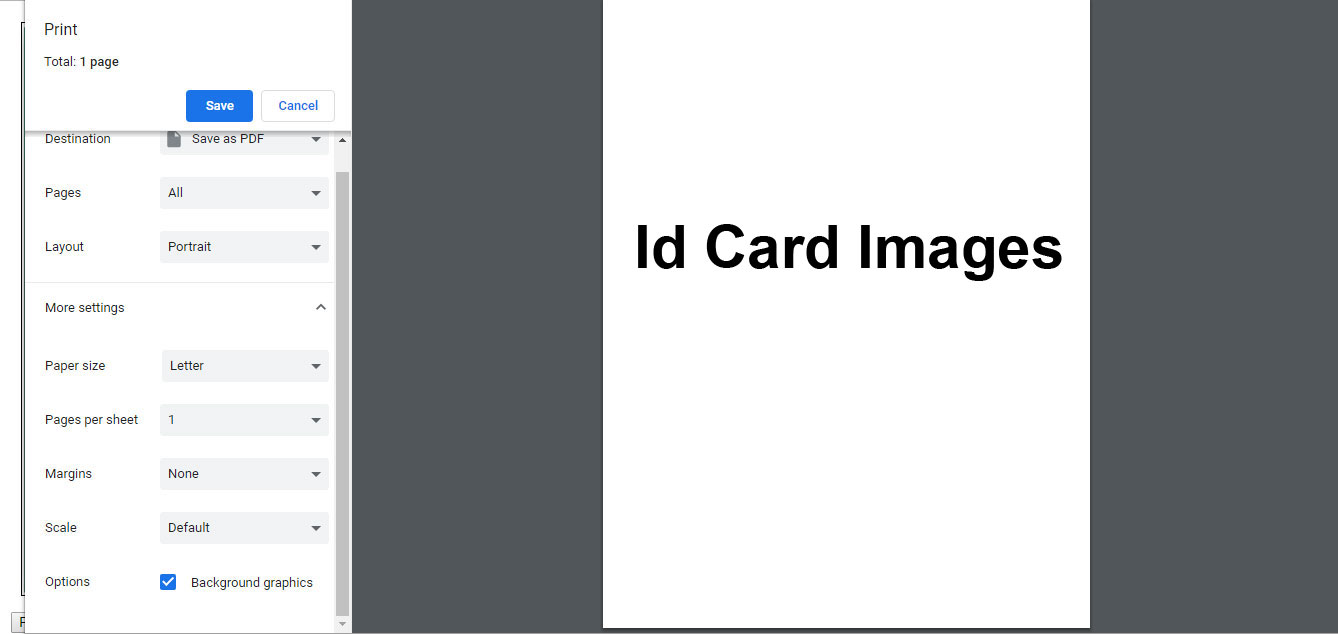 Print
Total: 1 page
Save Cancel
Destination Save as PDF
Pages All
Layout Portrait
More settings
Paper size Letter
Pages per sheet 1
Margins None
Scale Default
Options Background graphics
Id Card Images